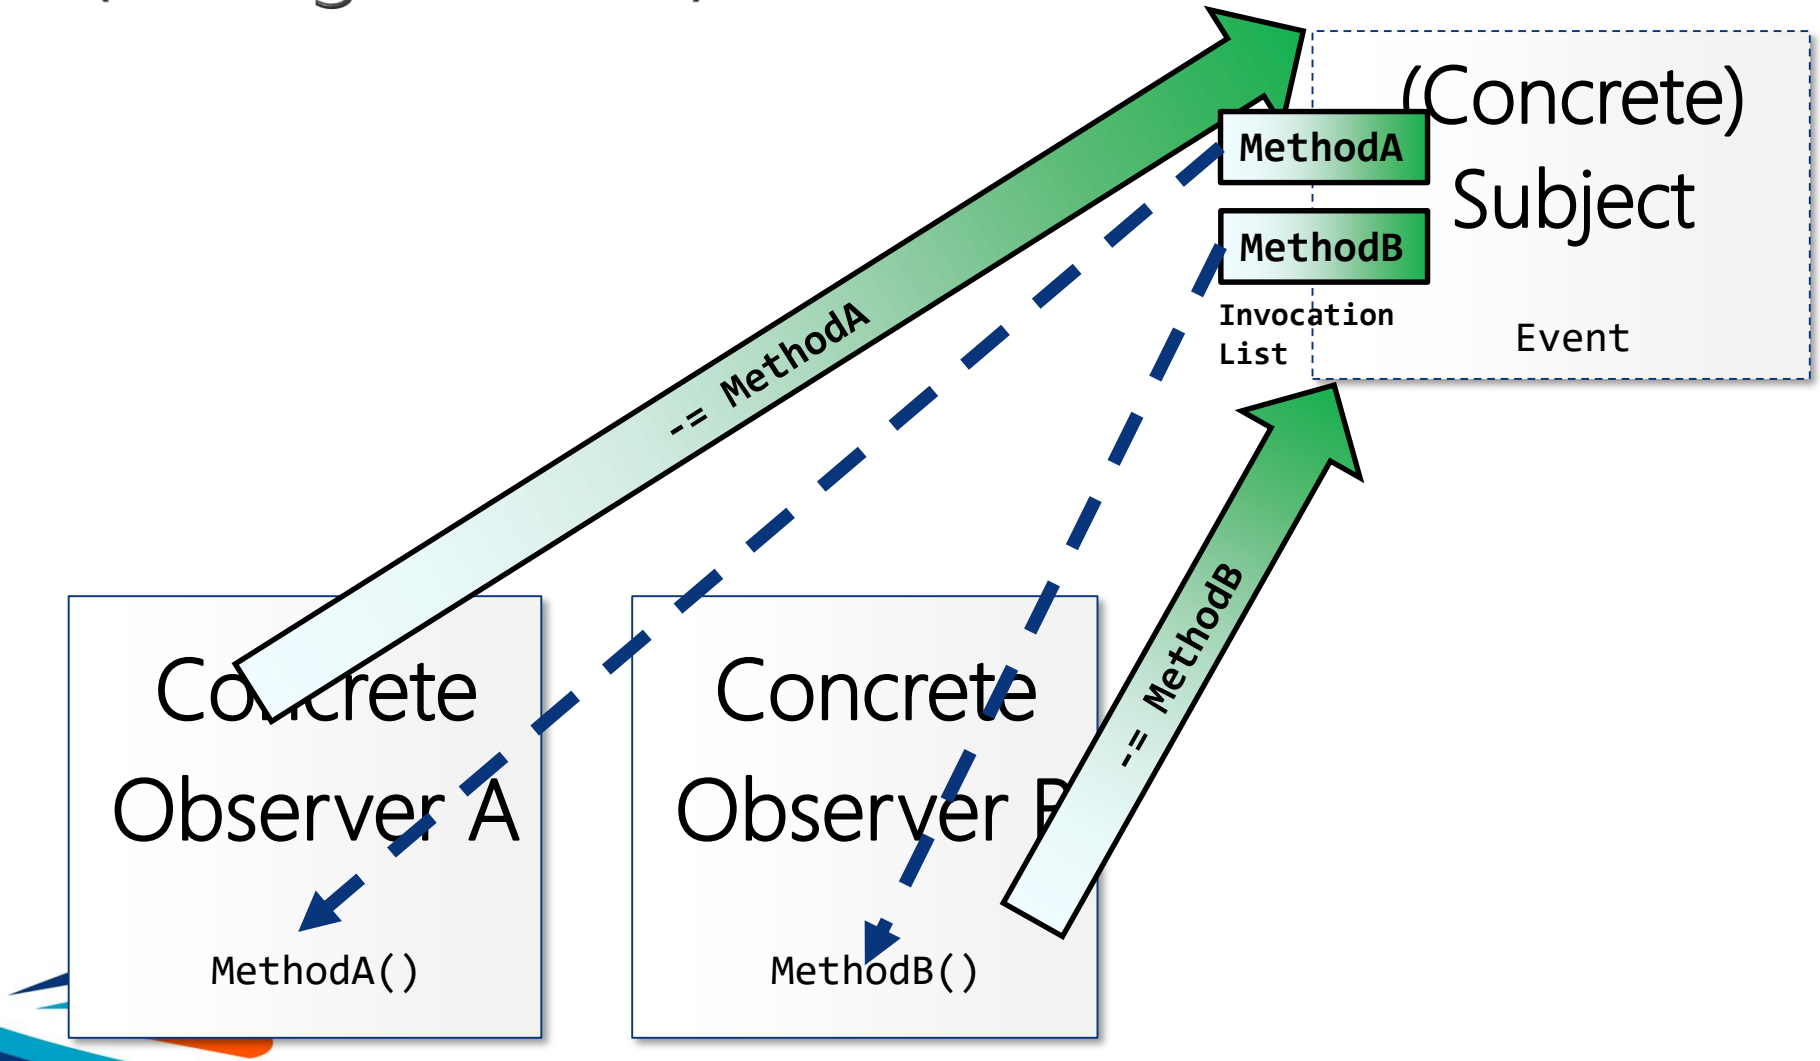 (Concrete)
Subject
MethodA
MethodB
Invocation
List
Event
-= MethodA
-= MethodB
Concrete
Observer A
MethodA()
Concrete
Observer B
MethodB()